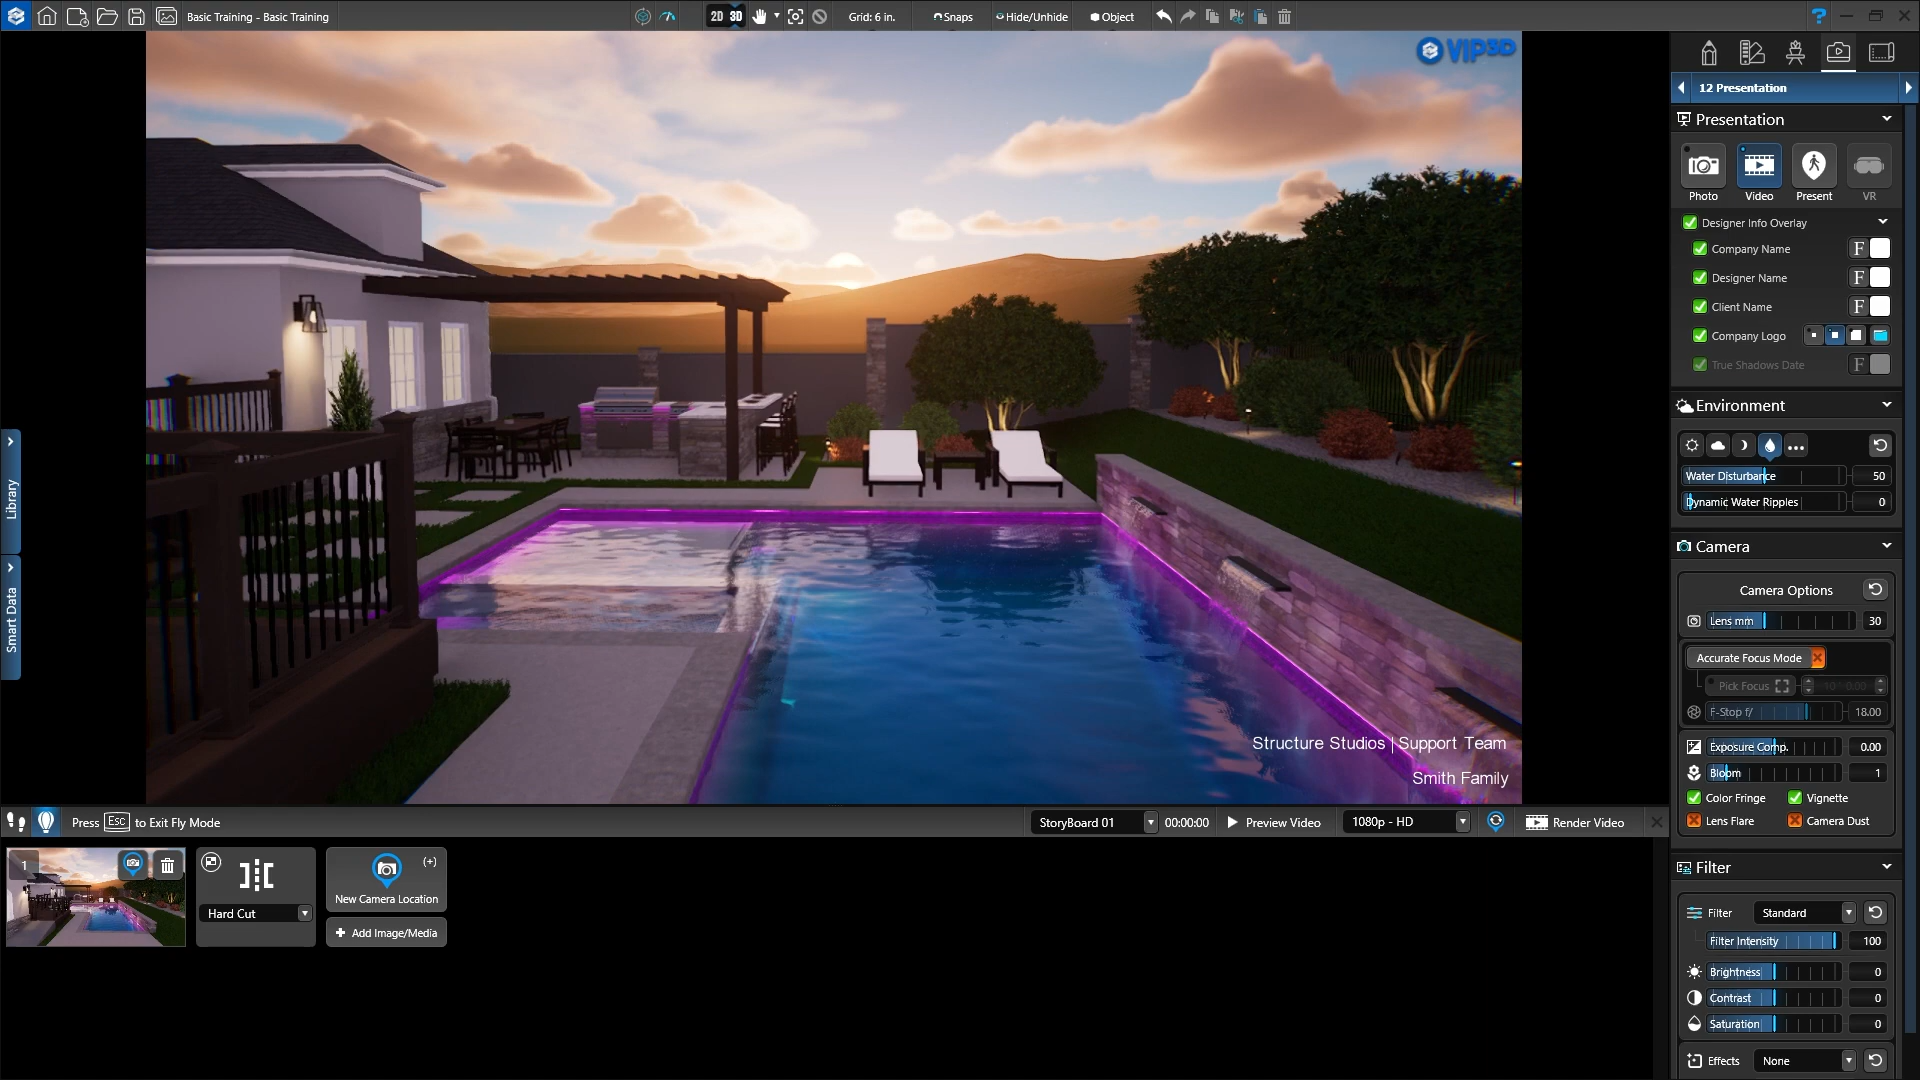 Basic Training - Basic Training
2D 3D
Grid: 6 in.
Snaps
Hide/Unhide
Object
?
VIP3D
12 Presentation
Presentation
Photo
Video
Present
VR
Designer Info Overlay
Company Name
F
Designer Name
F
Client Name
F
Company Logo
True Shadows Date
F
Environment
Water Disturbance
50
Dynamic Water Ripples
0
Camera
Camera Options
Lens mm
30
Accurate Focus Mode
Pick Focus
F-Stop f/
18.00
Exposure Comp.
0.00
Bloom
1
Color Fringe
Vignette
Lens Flare
Camera Dust
Filter
Filter
Standard
Filter Intensity
100
Brightness
0
Contrast
0
Saturation
0
Effects
None
Library
Smart Data
Structure Studios | Support Team
Smith Family
Press Esc to Exit Fly Mode
StoryBoard 01
00:00:00
Preview Video
1080p - HD
Render Video
1
Hard Cut
(+)
New Camera Location
+ Add Image/Media